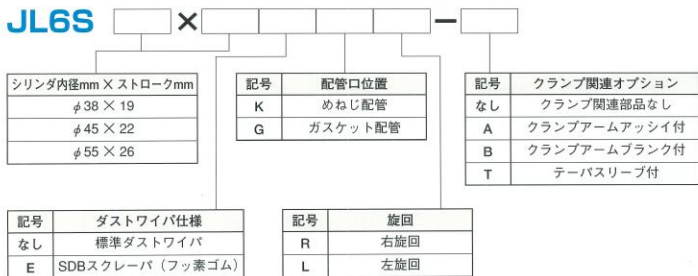 JL6S × −
シリンダ内径mm × ストロークmm
φ38 × 19
φ45 × 22
φ55 × 26
記号 配管口位置
K めねじ配管
G ガスケット配管
記号 クランプ関連オプション
なし クランプ関連部品なし
A クランプアームアッシイ付
B クランプアームブランク付
T テーパスリーブ付
記号 ダストワイパ仕様
なし 標準ダストワイパ
E SDBスクレーパ（フッ素ゴム）
記号 旋回
R 右旋回
L 左旋回